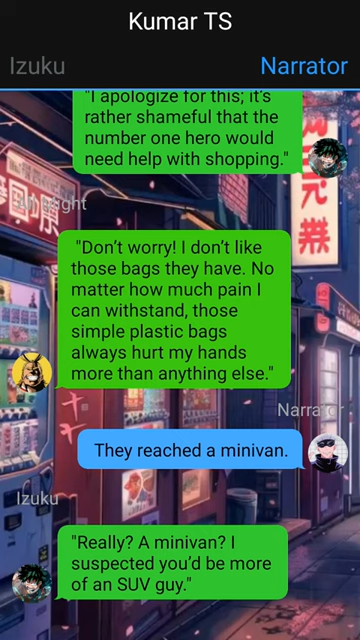 Kumar TS
Izuku
Narrator
"I apologize for this; it's
rather shameful that the
number one hero would
need help with shopping."
"Don't worry! I don't like
those bags they have. No
matter how much pain I
can withstand, those
simple plastic bags
always hurt my hands
more than anything else."
Narrator
They reached a minivan.
Izuku
"Really? A minivan? I
suspected you'd be more
of an SUV guy."